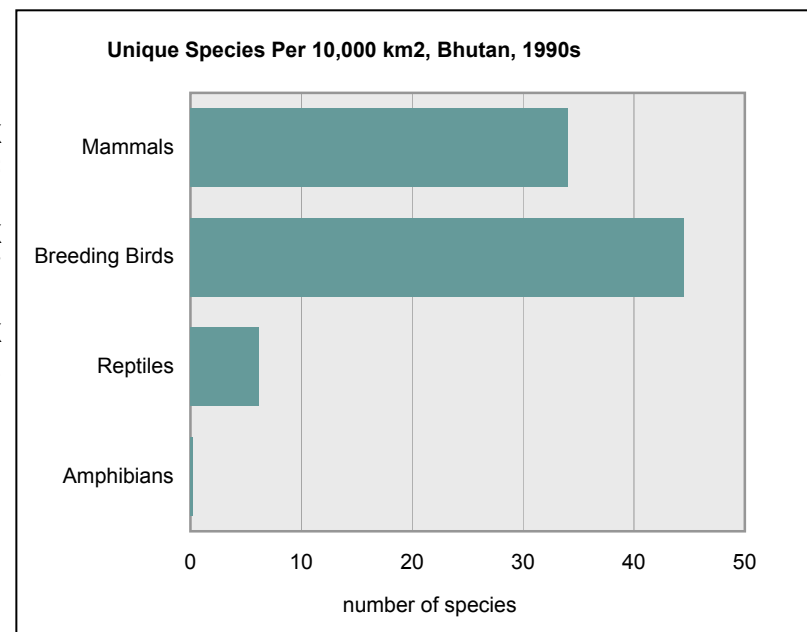 Unique Species Per 10,000 km2, Bhutan, 1990s
Mammals
Breeding Birds
Reptiles
Amphibians
0 10 20 30 40 50
number of species